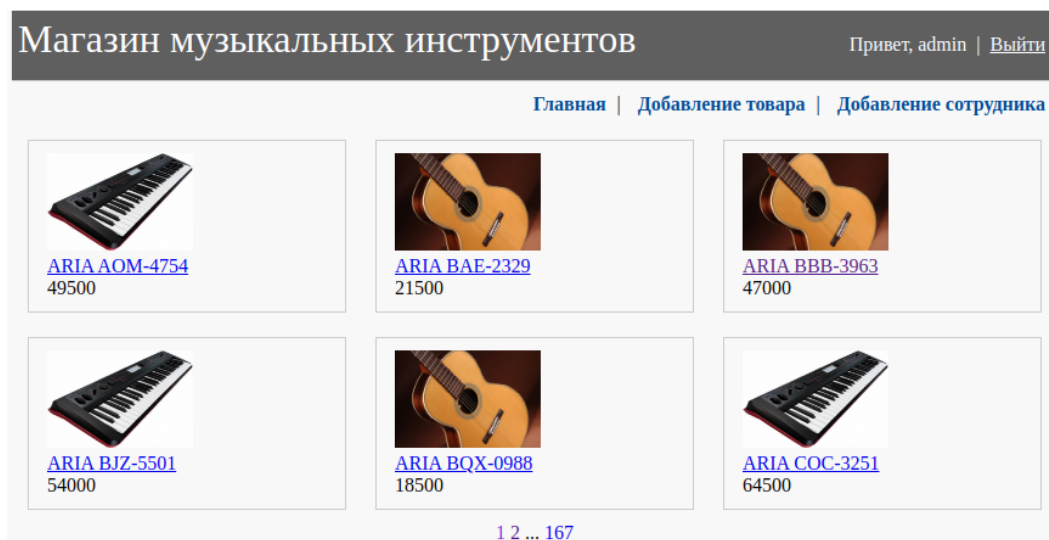 Магазин музыкальных инструментов
Привет, admin | Выйти
Главная | Добавление товара | Добавление сотрудника
ARIA AOM-4754
49500
ARIA BAE-2329
21500
ARIA BBB-3963
47000
ARIA BJZ-5501
54000
ARIA BQX-0988
18500
ARIA COC-3251
64500
1 2 ... 167